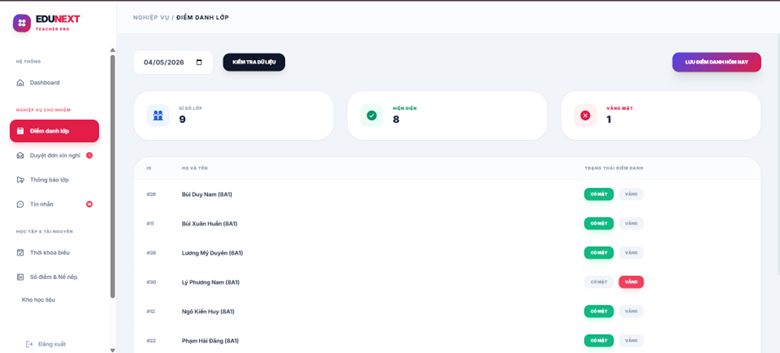 EDUNEXT
TEACHER PRO
HỆ THỐNG
Dashboard
NGHIỆP VỤ CHỦ NHIỆM
Điểm danh lớp
Duyệt đơn xin nghỉ
Thông báo lớp
Tin nhắn
HỌC TẬP & TÀI NGUYÊN
Thời khóa biểu
Sổ điểm & Nề nếp
Kho học liệu
Đăng xuất
NGHIỆP VỤ / ĐIỂM DANH LỚP
04/05/2026
KIỂM TRA DỮ LIỆU
LƯU ĐIỂM DANH HÔM NAY
SĨ SỐ LỚP
9
HIỆN DIỆN
8
VẮNG MẶT
1
ID HỌ VÀ TÊN TRẠNG THÁI ĐIỂM DANH
#26 Bùi Duy Nam (8A1) CÓ MẶT VẮNG
#11 Bùi Xuân Huấn (8A1) CÓ MẶT VẮNG
#38 Lương Mỹ Duyên (6A1) CÓ MẶT VẮNG
#30 Lý Phương Nam (8A1) CÓ MẶT VẮNG
#12 Ngô Kiến Huy (8A1) CÓ MẶT VẮNG
#22 Phạm Hải Đăng (8A1) CÓ MẶT VẮNG